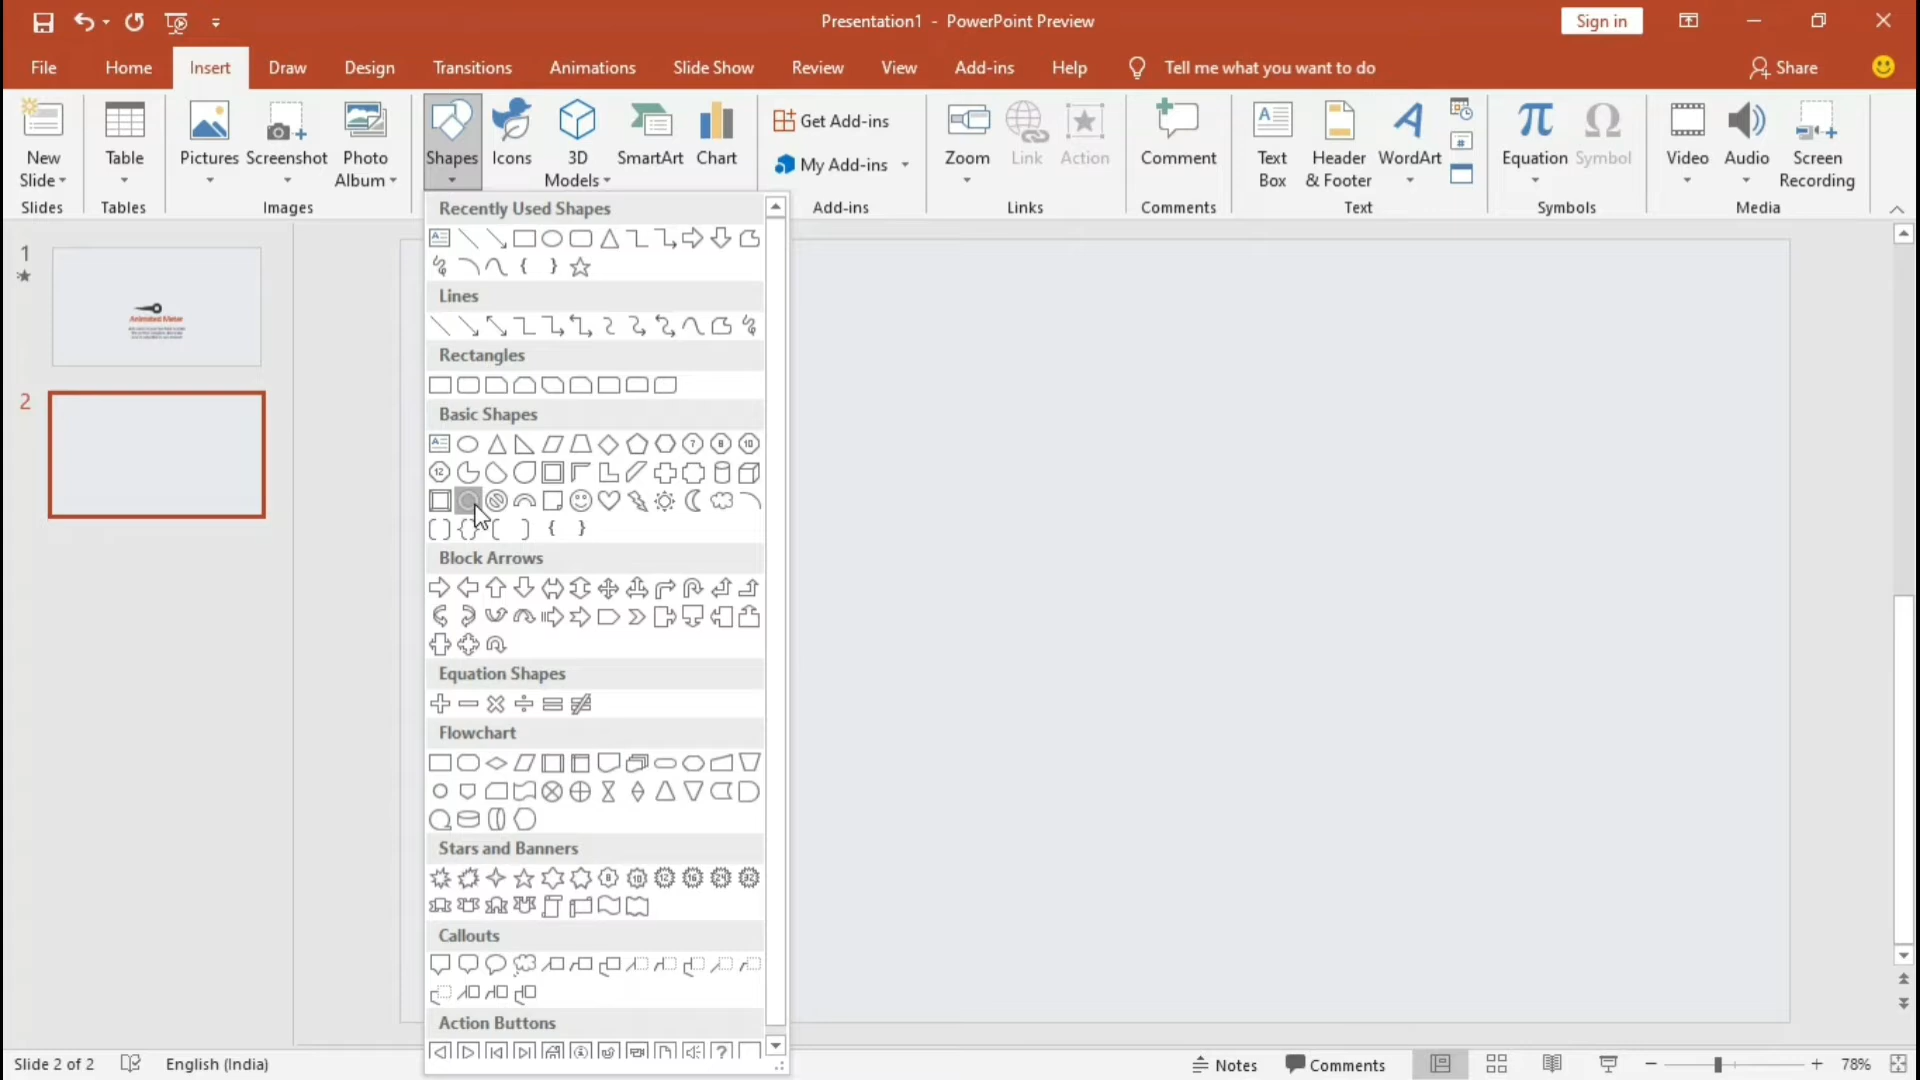 Presentation1 - PowerPoint Preview
Sign in
File Home Insert Draw Design Transitions Animations Slide Show Review View Add-ins Help Tell me what you want to do Share
New Slide
Table
Pictures
Screenshot
Photo Album
Shapes
Icons
3D Models
SmartArt
Chart
Get Add-ins
My Add-ins
Zoom
Link
Action
Comment
Text Box
Header & Footer
WordArt
Equation
Symbol
Video
Audio
Screen Recording
Slides Tables Images Add-ins Links Comments Text Symbols Media
Recently Used Shapes
Lines
Rectangles
Basic Shapes
Block Arrows
Equation Shapes
Flowchart
Stars and Banners
Callouts
Action Buttons
1
Animated Meter
2
Slide 2 of 2 English (India) Notes Comments 78%